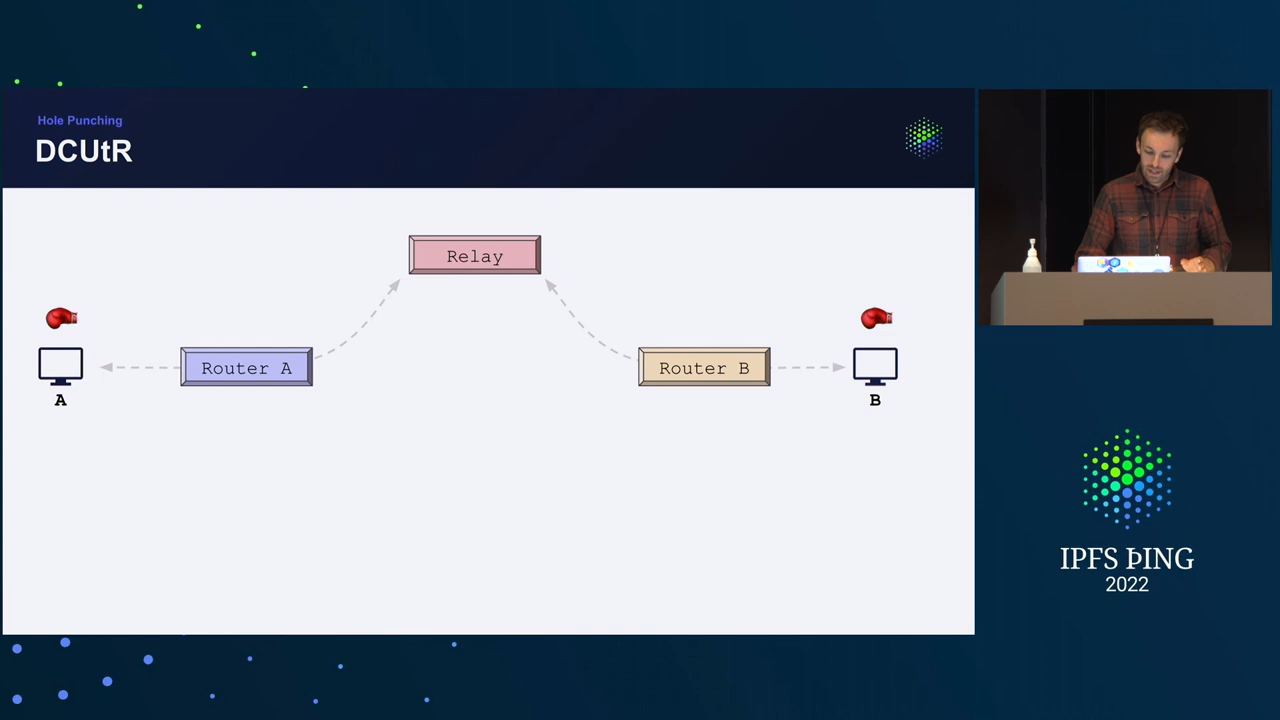 Hole Punching
DCUtR
Relay
Router A
Router B
A
B
IPFS ÞING
2022